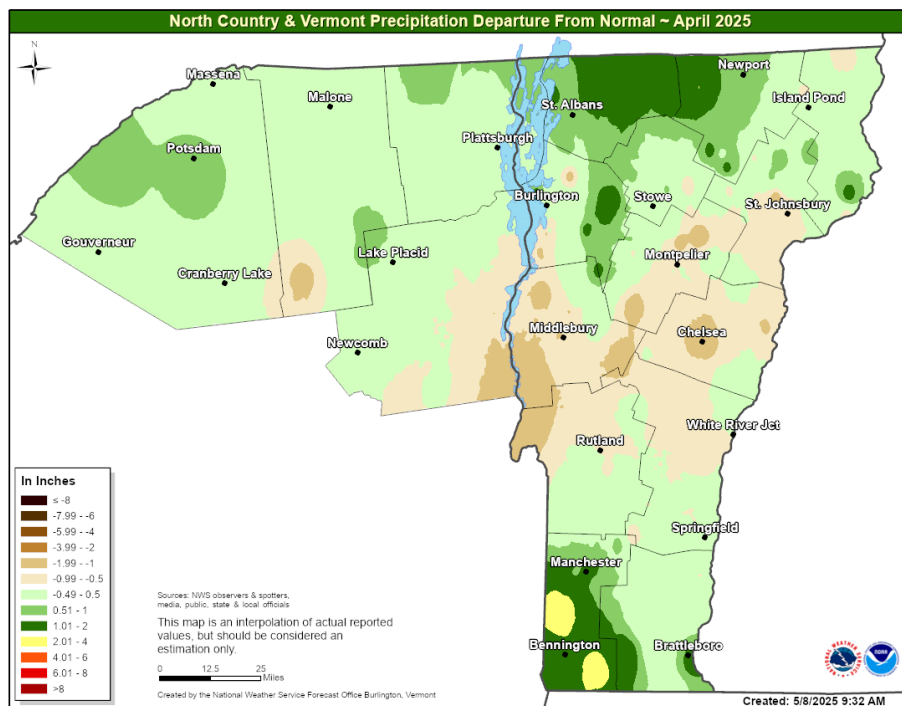 North Country & Vermont Precipitation Departure From Normal ~ April 2025
N
Massena
Malone
Newport
Island Pond
St. Albans
Plattsburgh
Potsdam
Burlington
Stowe
St. Johnsbury
Gouverneur
Lake Placid
Montpelier
Cranberry Lake
Middlebury
Chelsea
Newcomb
White River Jct
Rutland
Springfield
Manchester
Bennington
Brattleboro
In Inches
≤ -8
-7.99 - -6
-5.99 - -4
-3.99 - -2
-1.99 - -1
-0.99 - -0.5
-0.49 - 0.5
0.51 - 1
1.01 - 2
2.01 - 4
4.01 - 6
6.01 - 8
>8
Sources: NWS observers & spotters,
media, public, state & local officials
This map is an interpolation of actual reported
values, but should be considered an
estimation only.
0 12.5 25
Miles
Created by the National Weather Service Forecast Office Burlington, Vermont
NATIONAL WEATHER SERVICE
NOAA
Created: 5/8/2025 9:32 AM